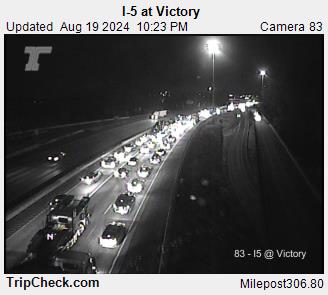 I-5 at Victory
Updated Aug 19 2024 10:23 PM Camera 83
T
N
83 - I5 @ Victory
TripCheck.com Milepost306.80